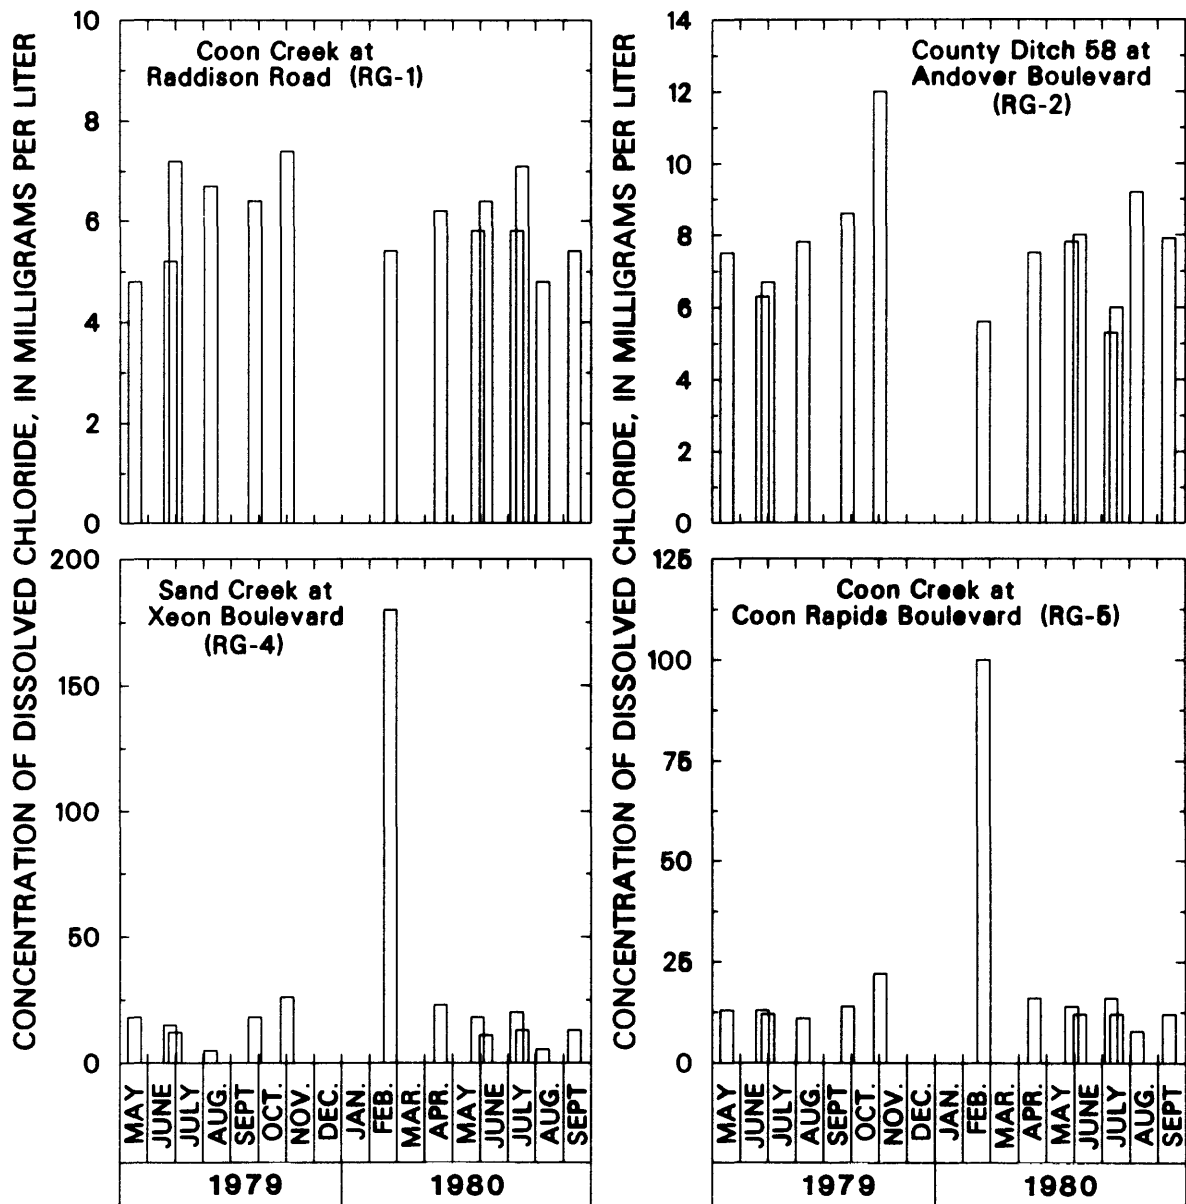 CONCENTRATION OF DISSOLVED CHLORIDE, IN MILLIGRAMS PER LITER
10
8
6
4
2
0
Coon Creek at
Raddison Road (RG-1)
CONCENTRATION OF DISSOLVED CHLORIDE, IN MILLIGRAMS PER LITER
14
12
10
8
6
4
2
0
County Ditch 58 at
Andover Boulevard
(RG-2)
200
150
100
50
0
Sand Creek at
Xeon Boulevard
(RG-4)
125
100
75
50
25
0
Coon Creek at
Coon Rapids Boulevard (RG-5)
MAY
JUNE
JULY
AUG.
SEPT
OCT.
NOV.
DEC.
JAN.
FEB.
MAR.
APR.
MAY
JUNE
JULY
AUG.
SEPT
1979
1980
MAY
JUNE
JULY
AUG.
SEPT
OCT.
NOV.
DEC.
JAN.
FEB.
MAR.
APR.
MAY
JUNE
JULY
AUG.
SEPT
1979
1980